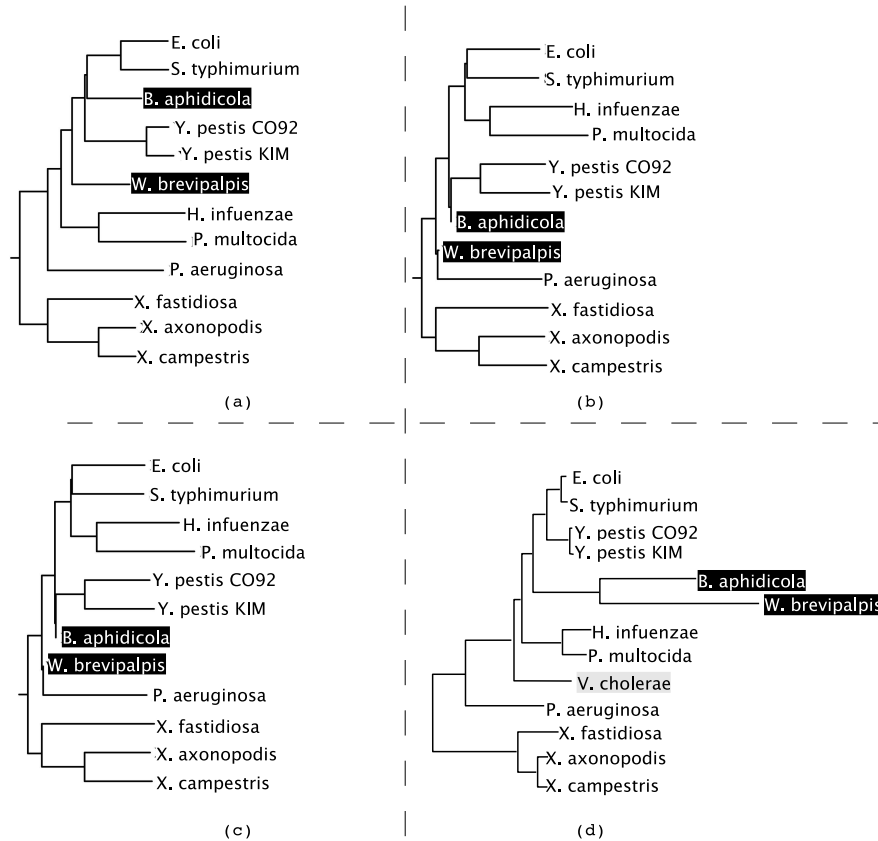 E. coli
S. typhimurium
B. aphidicola
Y. pestis CO92
Y. pestis KIM
W. brevipalpis
H. infuenzae
P. multocida
P. aeruginosa
X. fastidiosa
X. axonopodis
X. campestris
(a)
E. coli
S. typhimurium
H. infuenzae
P. multocida
Y. pestis CO92
Y. pestis KIM
B. aphidicola
W. brevipalpis
P. aeruginosa
X. fastidiosa
X. axonopodis
X. campestris
(b)
E. coli
S. typhimurium
H. infuenzae
P. multocida
Y. pestis CO92
Y. pestis KIM
B. aphidicola
W. brevipalpis
P. aeruginosa
X. fastidiosa
X. axonopodis
X. campestris
(c)
E. coli
S. typhimurium
Y. pestis CO92
Y. pestis KIM
B. aphidicola
W. brevipalpis
H. infuenzae
P. multocida
V. cholerae
P. aeruginosa
X. fastidiosa
X. axonopodis
X. campestris
(d)